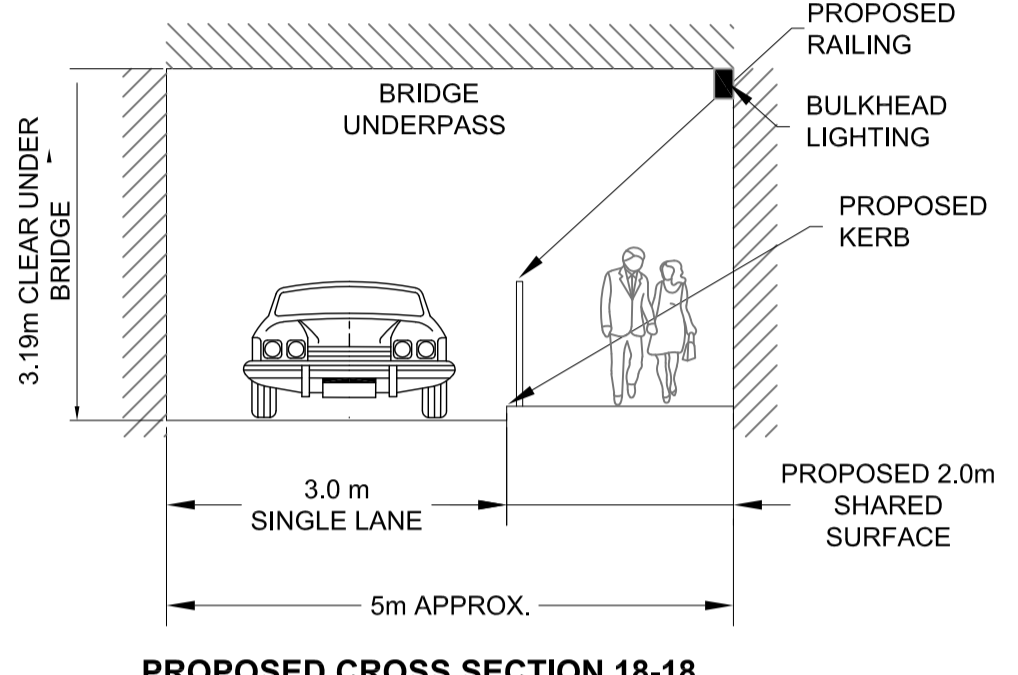 PROPOSED
RAILING
BRIDGE
UNDERPASS
BULKHEAD
LIGHTING
3.19m CLEAR UNDER
BRIDGE
PROPOSED
KERB
3.0 m
SINGLE LANE
PROPOSED 2.0m
SHARED
SURFACE
5m APPROX.
PROPOSED CROSS SECTION 18-18